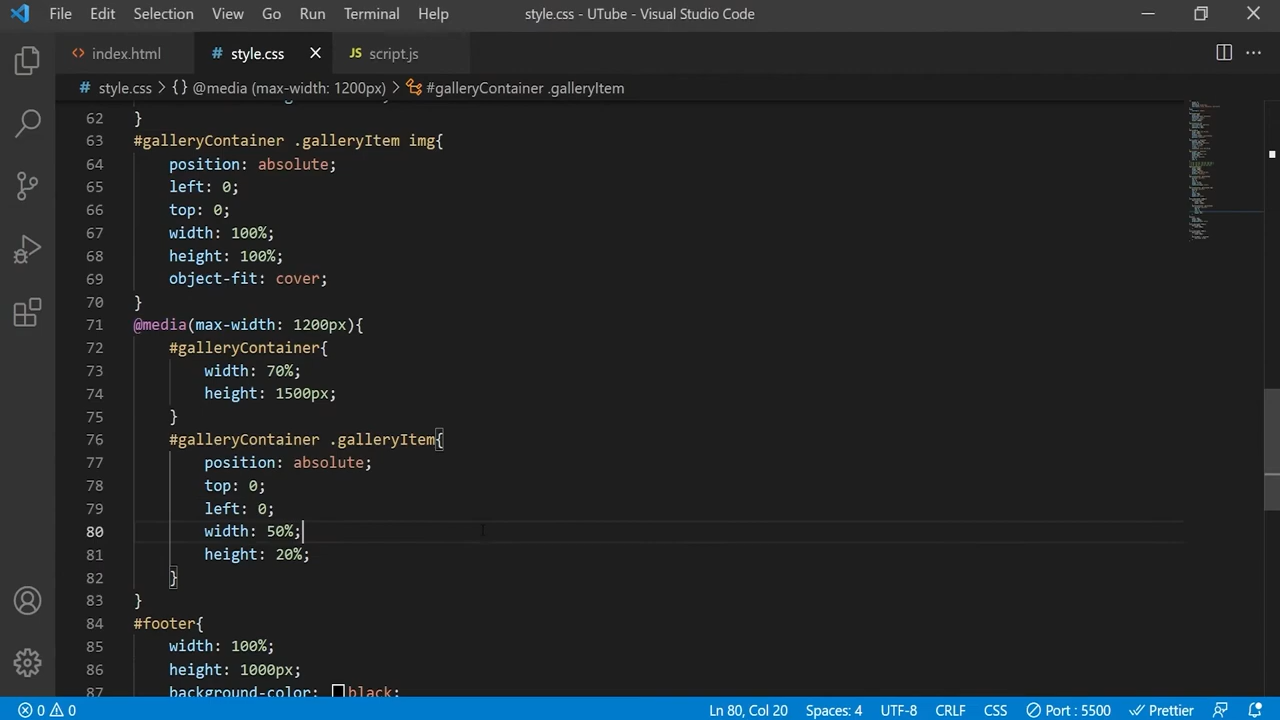 File Edit Selection View Go Run Terminal Help style.css - UTube - Visual Studio Code
index.html # style.css JS script.js
# style.css > {} @media (max-width: 1200px) > #galleryContainer .galleryItem
62 }
63 #galleryContainer .galleryItem img{
64 position: absolute;
65 left: 0;
66 top: 0;
67 width: 100%;
68 height: 100%;
69 object-fit: cover;
70 }
71 @media(max-width: 1200px){
72 #galleryContainer{
73 width: 70%;
74 height: 1500px;
75 }
76 #galleryContainer .galleryItem{
77 position: absolute;
78 top: 0;
79 left: 0;
80 width: 50%;
81 height: 20%;
82 }
83 }
84 #footer{
85 width: 100%;
86 height: 1000px;
87 background-color: black;
0 0 Ln 80, Col 20 Spaces: 4 UTF-8 CRLF CSS Port : 5500 Prettier